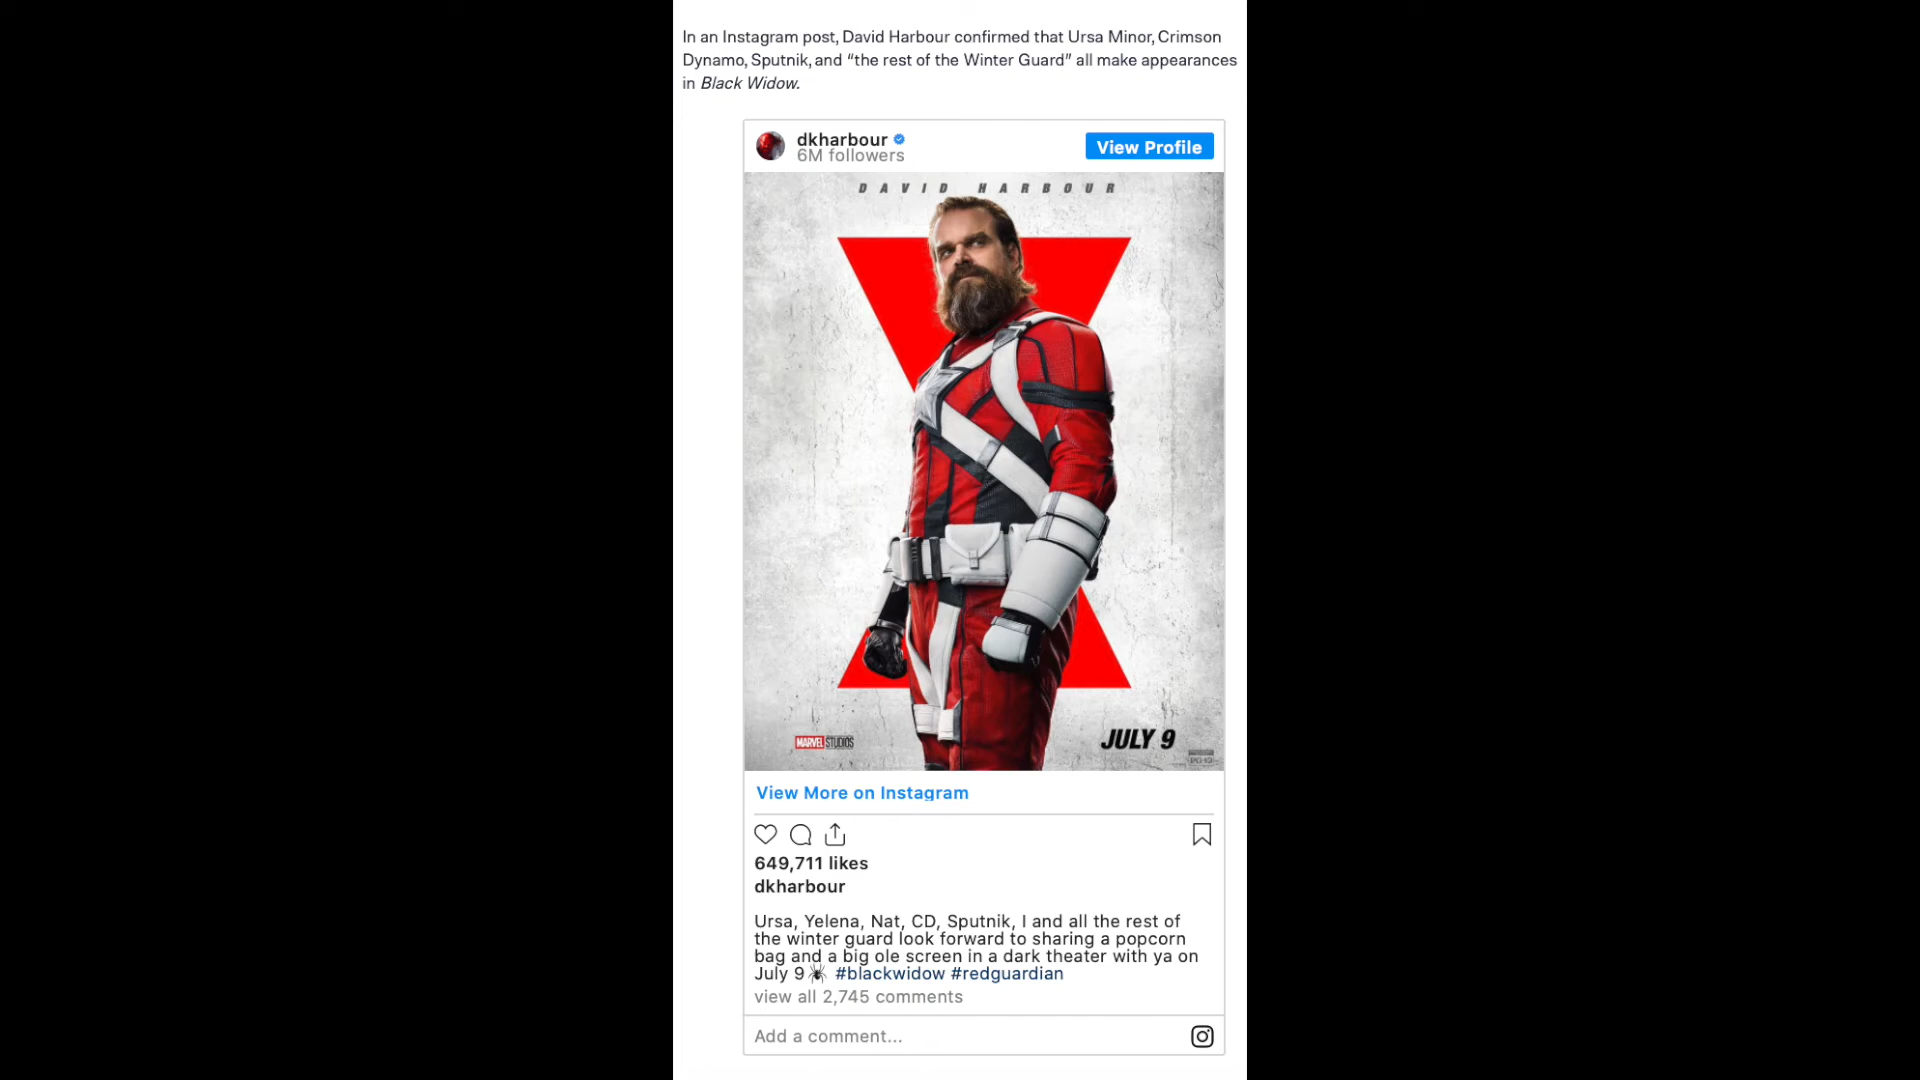 In an Instagram post, David Harbour confirmed that Ursa Minor, Crimson
Dynamo, Sputnik, and “the rest of the Winter Guard” all make appearances
in Black Widow.
dkharbour
6M followers
View Profile
DAVID HARBOUR
MARVEL STUDIOS
JULY 9
PG-13
View More on Instagram
649,711 likes
dkharbour
Ursa, Yelena, Nat, CD, Sputnik, I and all the rest of
the winter guard look forward to sharing a popcorn
bag and a big ole screen in a dark theater with ya on
July 9🕷 #blackwidow #redguardian
view all 2,745 comments
Add a comment...